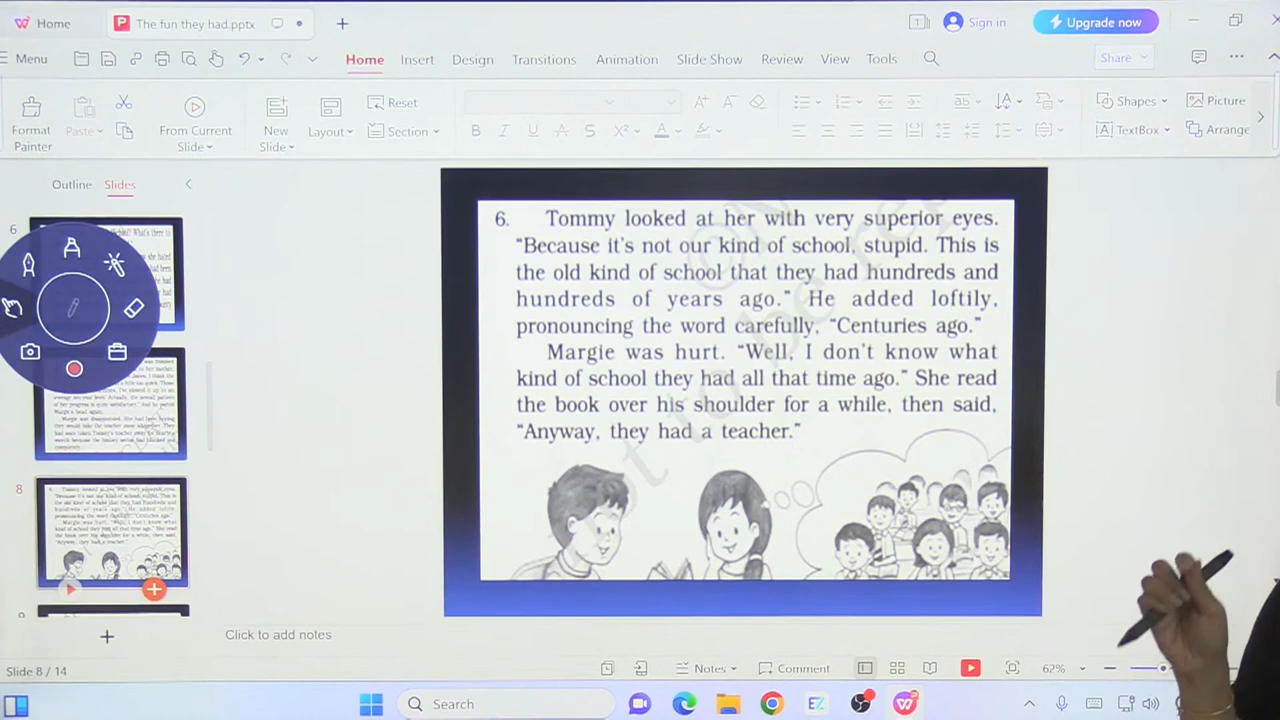 Home
The fun they had.pptx
1
Sign in
Upgrade now
Menu
Home
Insert
Design
Transitions
Animation
Slide Show
Review
View
Tools
Share
Format
Painter
Paste
From Current
Slide
New
Slide
Layout
Reset
Section
B I U A S X² A
Shapes
Picture
TextBox
Arrange
Outline
Slides
6
8
6. Tommy looked at her with very superior eyes.
“Because it’s not our kind of school, stupid. This is
the old kind of school that they had hundreds and
hundreds of years ago.” He added loftily,
pronouncing the word carefully, “Centuries ago.”
Margie was hurt. “Well, I don’t know what
kind of school they had all that time ago.” She read
the book over his shoulder for a while, then said,
“Anyway, they had a teacher.”
Click to add notes
Slide 8 / 14
Notes
Comment
62%
Search